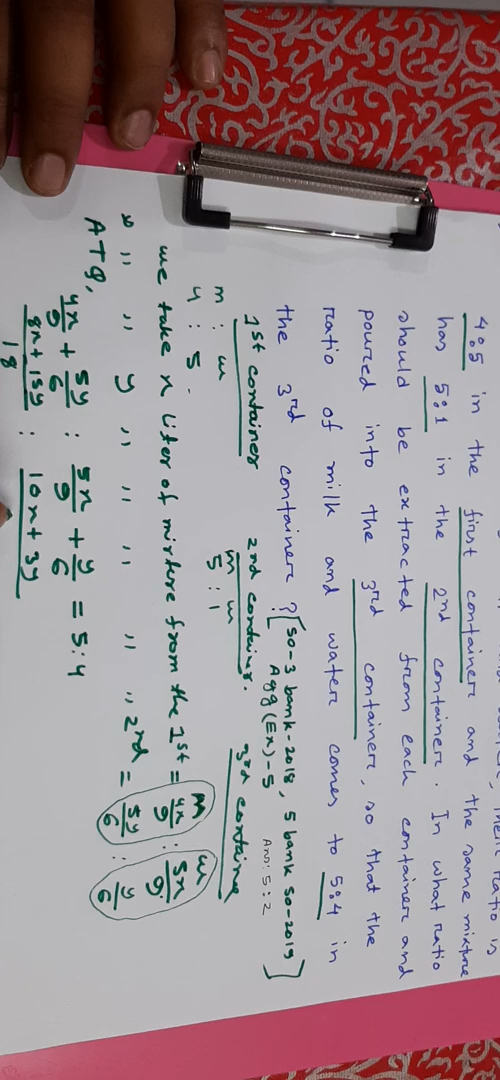 their ratio is
4:5 in the first container and the same mixture
has 5:1 in the 2nd container. In what ratio
should be extracted from each container and
poured into the 3rd container, so that the
ratio of milk and water comes to 5:4 in
the 3rd container? [SO-3 bank-2018, 5 bank SO-2019]
Agg (Ex)-5 Ans: 5:2
1st container 2nd container. 3rd containe
m : w m w
4 : 5. 5 : 1
M w
we take x liter of mixture from the 1st = 4x/9 : 5x/9
" " " y " " " " " 2nd = 5y/6 : y/6
ATQ,
4x/9 + 5y/6 : 5x/9 + y/6 = 5:4
8x+15y/18 : 10x+3y